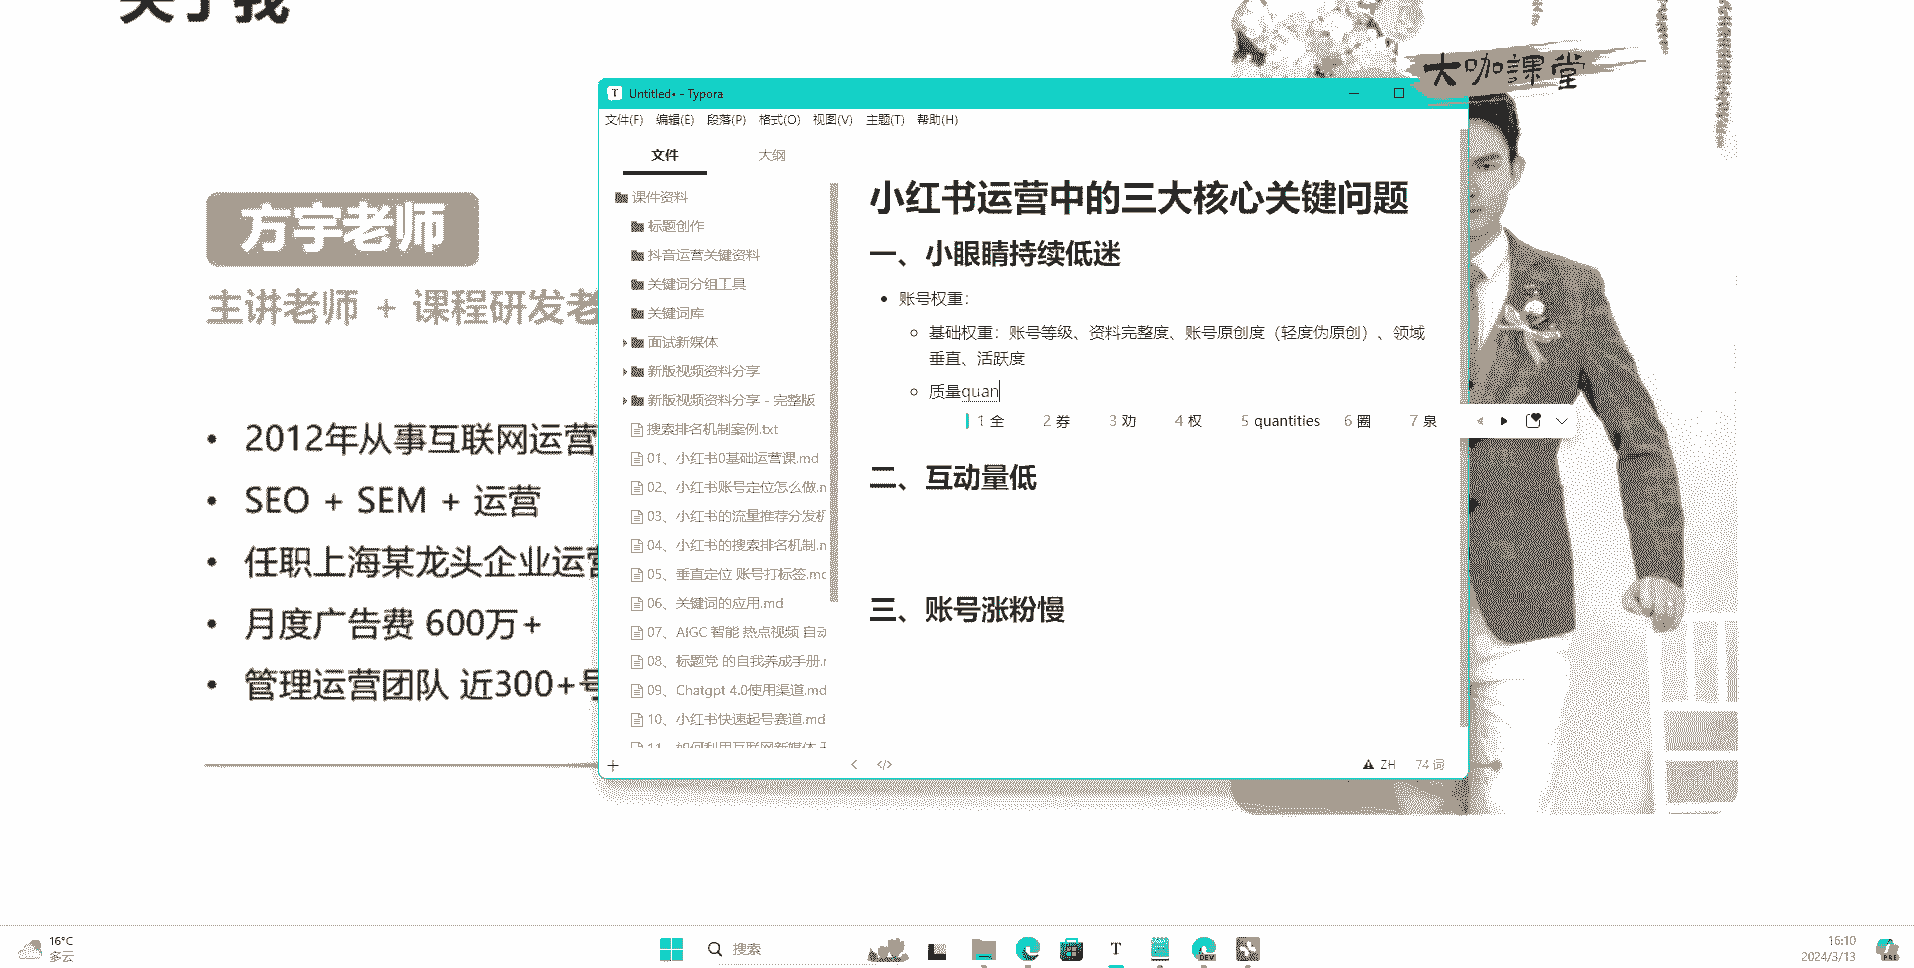 关于我
大咖課堂
方宇老师
主讲老师 + 课程研发老
• 2012年从事互联网运营
• SEO + SEM + 运营
• 任职上海某龙头企业运营
• 月度广告费 600万+
• 管理运营团队 近300+号
Untitled• - Typora
文件(F) 编辑(E) 段落(P) 格式(O) 视图(V) 主题(T) 帮助(H)
文件 大纲
课件资料
标题创作
抖音运营关键资料
关键词分组工具
关键词库
面试新媒体
新版视频资料分享
新版视频资料分享 - 完整版
搜索排名机制案例.txt
01、小红书0基础运营课.md
02、小红书账号定位怎么做.n
03、小红书的流量推荐分发机
04、小红书的搜索排名机制.n
05、垂直定位 账号打标签.mc
06、关键词的应用.md
07、AIGC 智能 热点视频 自动
08、标题党 的自我养成手册.r
09、Chatgpt 4.0使用渠道.md
10、小红书快速起号赛道.md
11、如何利用互联网新媒体
小红书运营中的三大核心关键问题
一、小眼睛持续低迷
• 账号权重：
基础权重：账号等级、资料完整度、账号原创度（轻度伪原创）、领域
垂直、活跃度
质量quan
1 全 2 券 3 劝 4 权 5 quantities 6 圈 7 泉
二、互动量低
三、账号涨粉慢
ZH 74 词
16°C
多云
搜索
T
DEV
16:10
2024/3/13
PRE